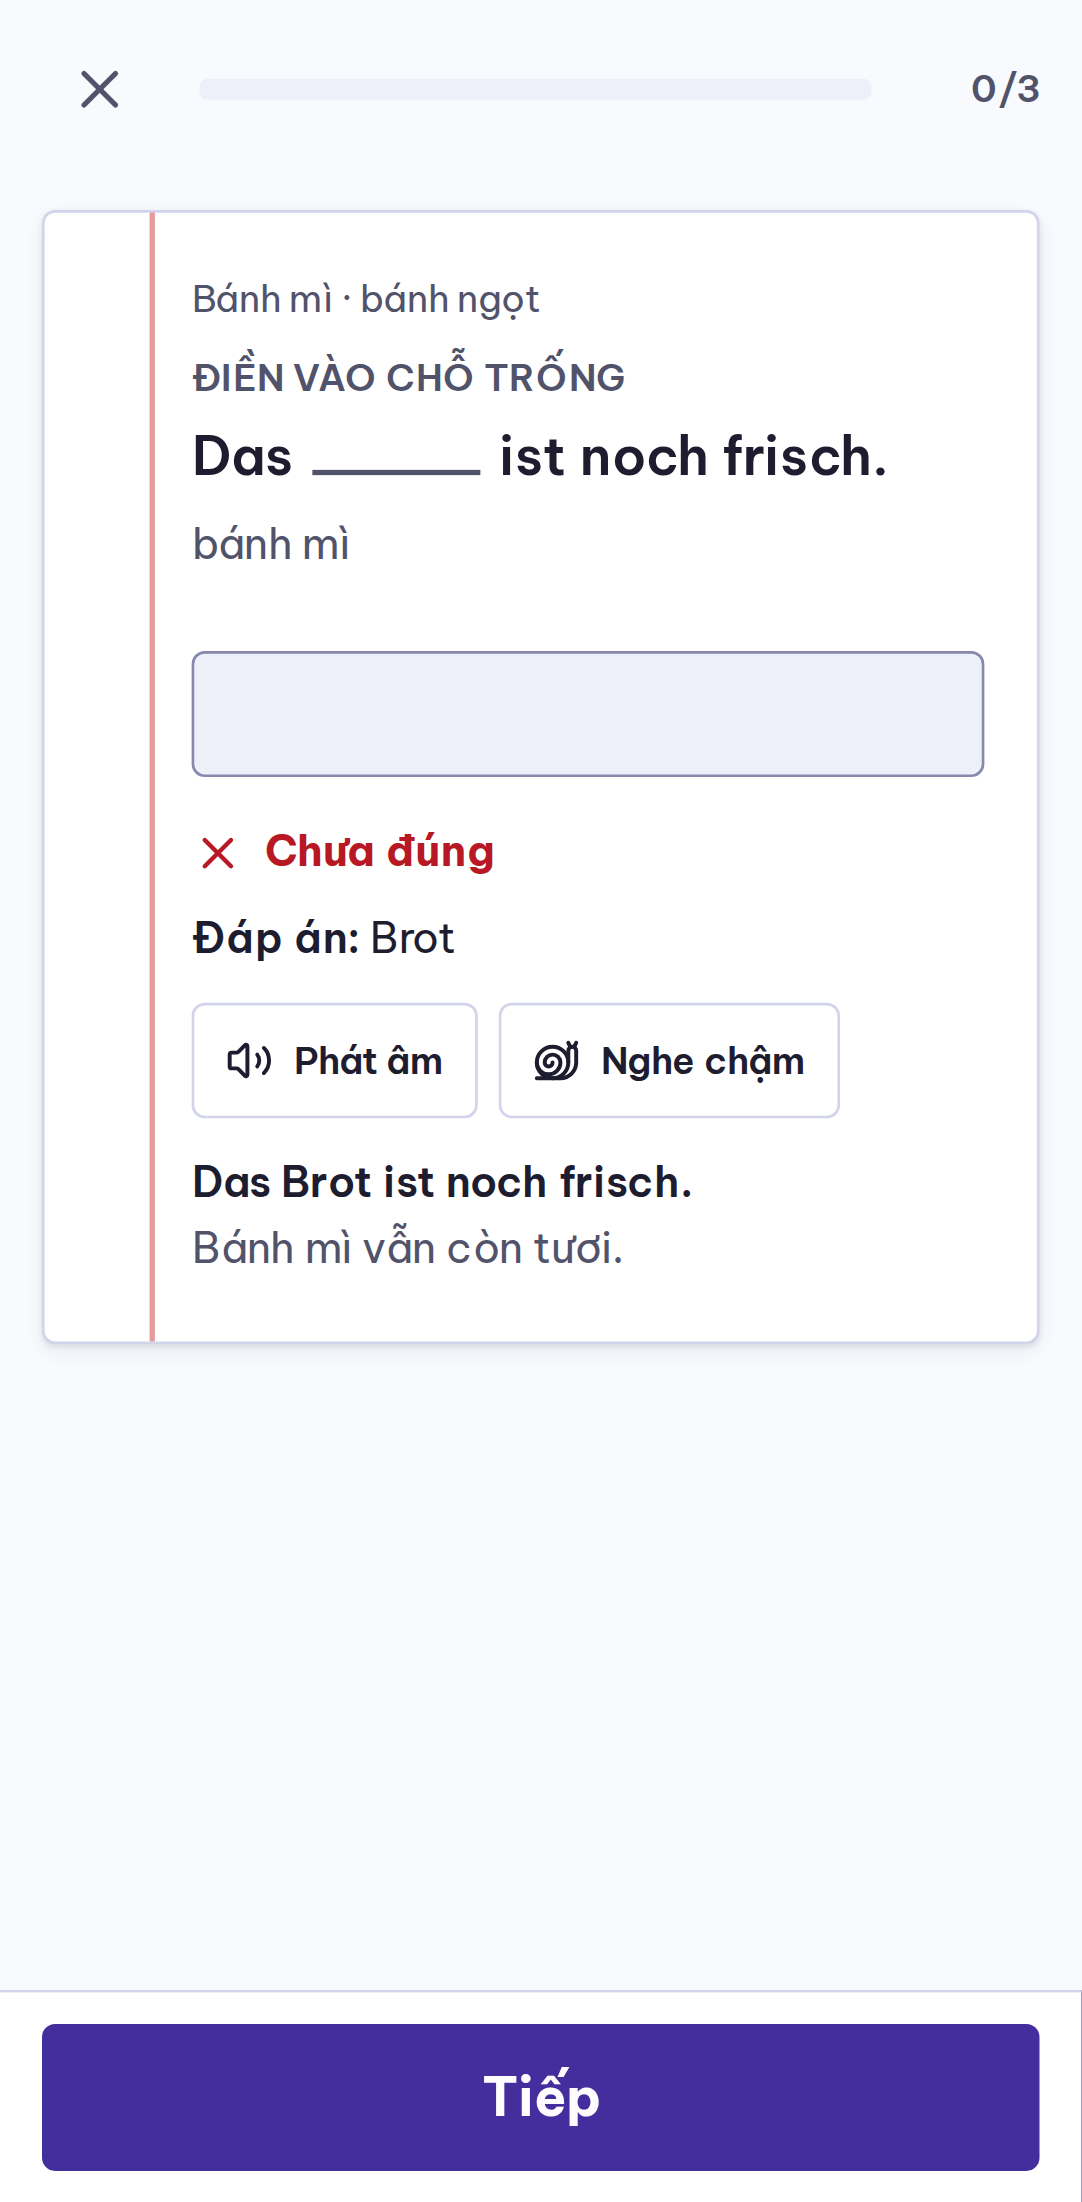 0/3
Bánh mì · bánh ngọt
ĐIỀN VÀO CHỖ TRỐNG
Das ______ ist noch frisch.
bánh mì
Chưa đúng
Đáp án: Brot
Phát âm
Nghe chậm
Das Brot ist noch frisch.
Bánh mì vẫn còn tươi.
Tiếp